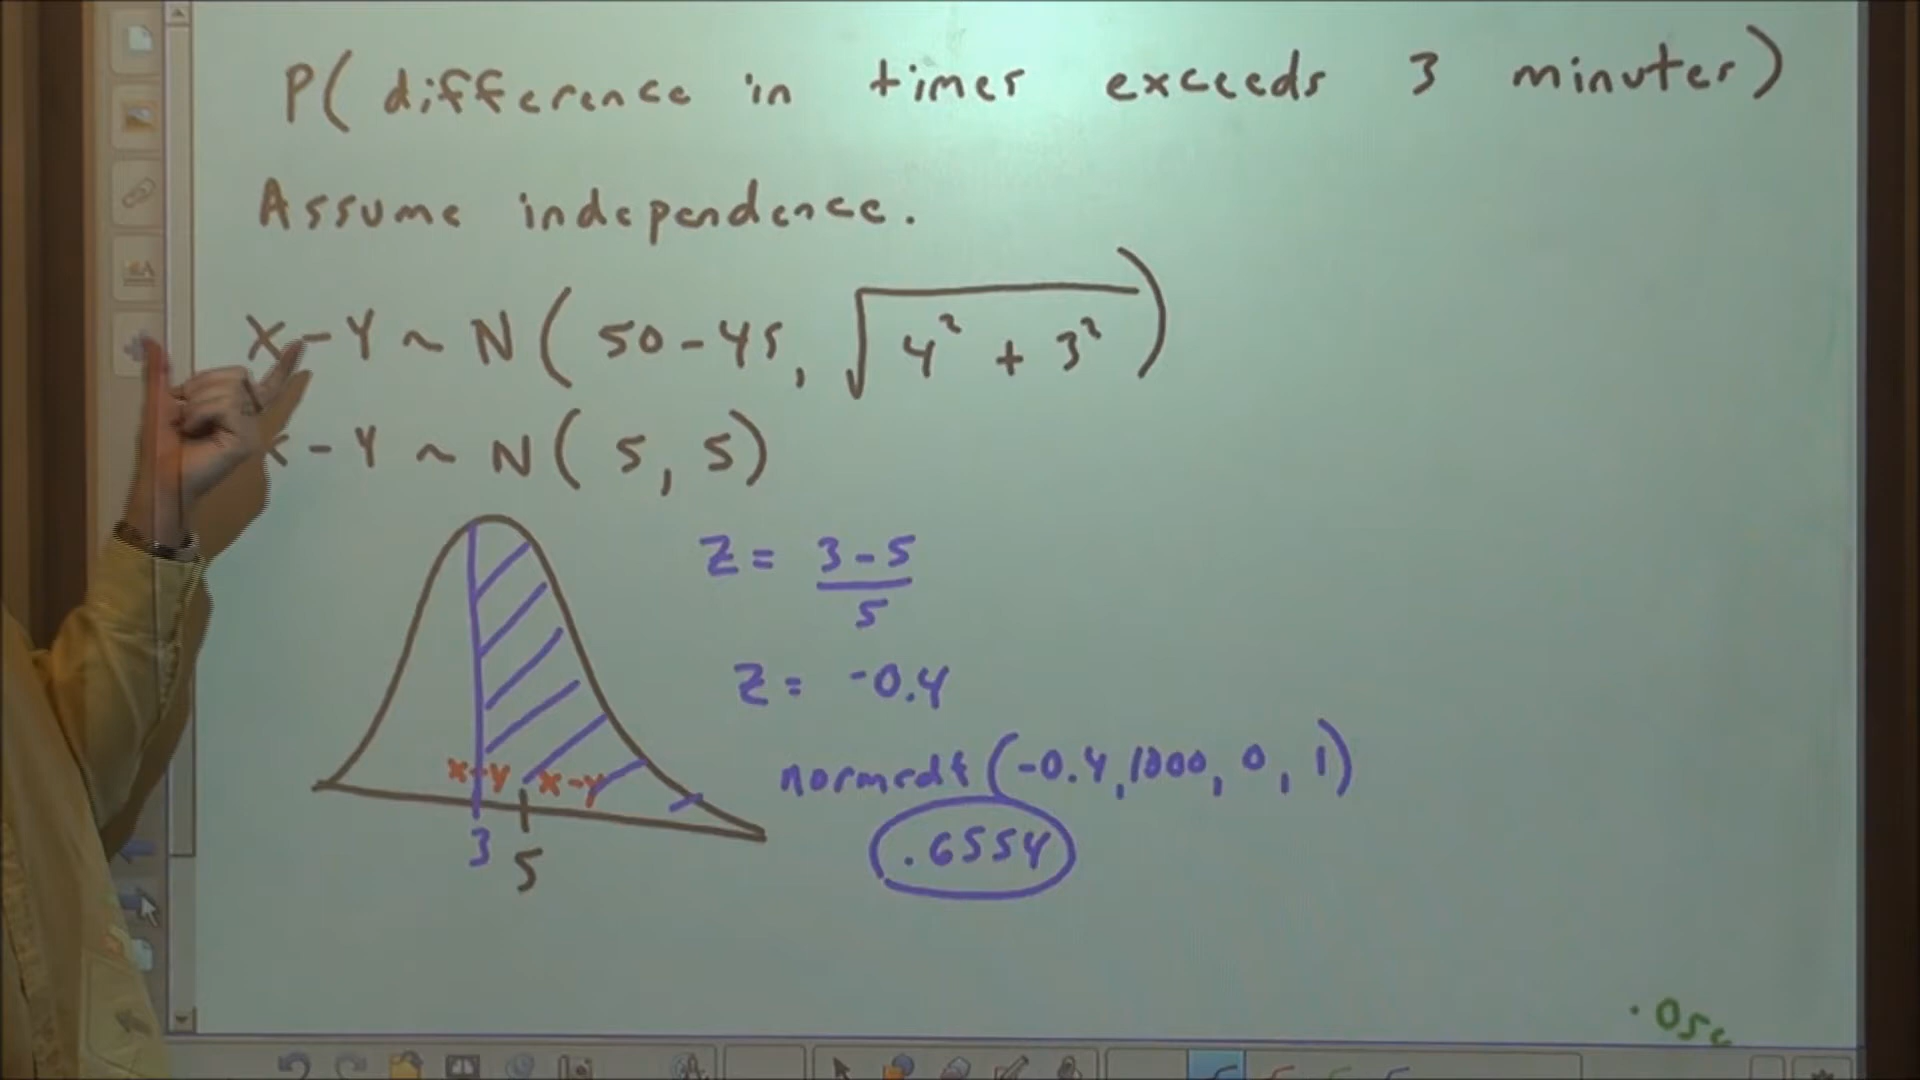 P( difference in times exceeds 3 minutes)
Assume independence.
X-Y ~ N( 50-45, √4² + 3² )
X-Y ~ N( 5, 5)
Z = 3-5
5
Z = -0.4
normcdf (-0.4, 1000, 0, 1)
.6554
x-y x-y
3 5